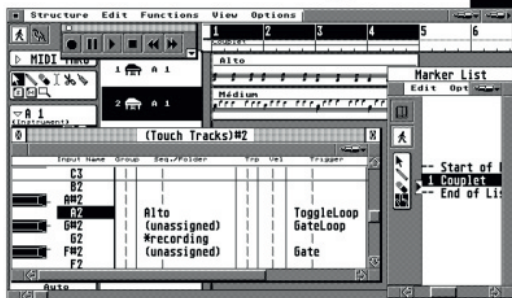 Structure Edit Functions View Options
1 2 3 4 5 6
Couplet
MIDI THRU
1 A 1
Alto
2 A 1
Médium
A 1
(Instrument)
Marker List
Edit Opt
-- Start of
1 Couplet
-- End of Lis
(Touch Tracks)#2
Input Name Group Seq./Folder Trp Vel Trigger
C3
B2
A#2
A2 Alto ToggleLoop
G#2 (unassigned) GateLoop
G2 *recording
F#2 (unassigned) Gate
F2
Auto